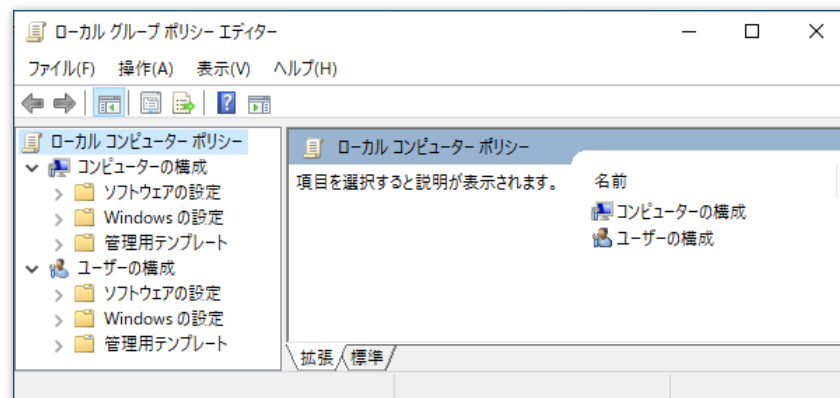 ローカル グループ ポリシー エディター
ファイル(F) 操作(A) 表示(V) ヘルプ(H)
ローカル コンピューター ポリシー
コンピューターの構成
ソフトウェアの設定
Windows の設定
管理用テンプレート
ユーザーの構成
ソフトウェアの設定
Windows の設定
管理用テンプレート
ローカル コンピューター ポリシー
項目を選択すると説明が表示されます。
名前
コンピューターの構成
ユーザーの構成
拡張 標準